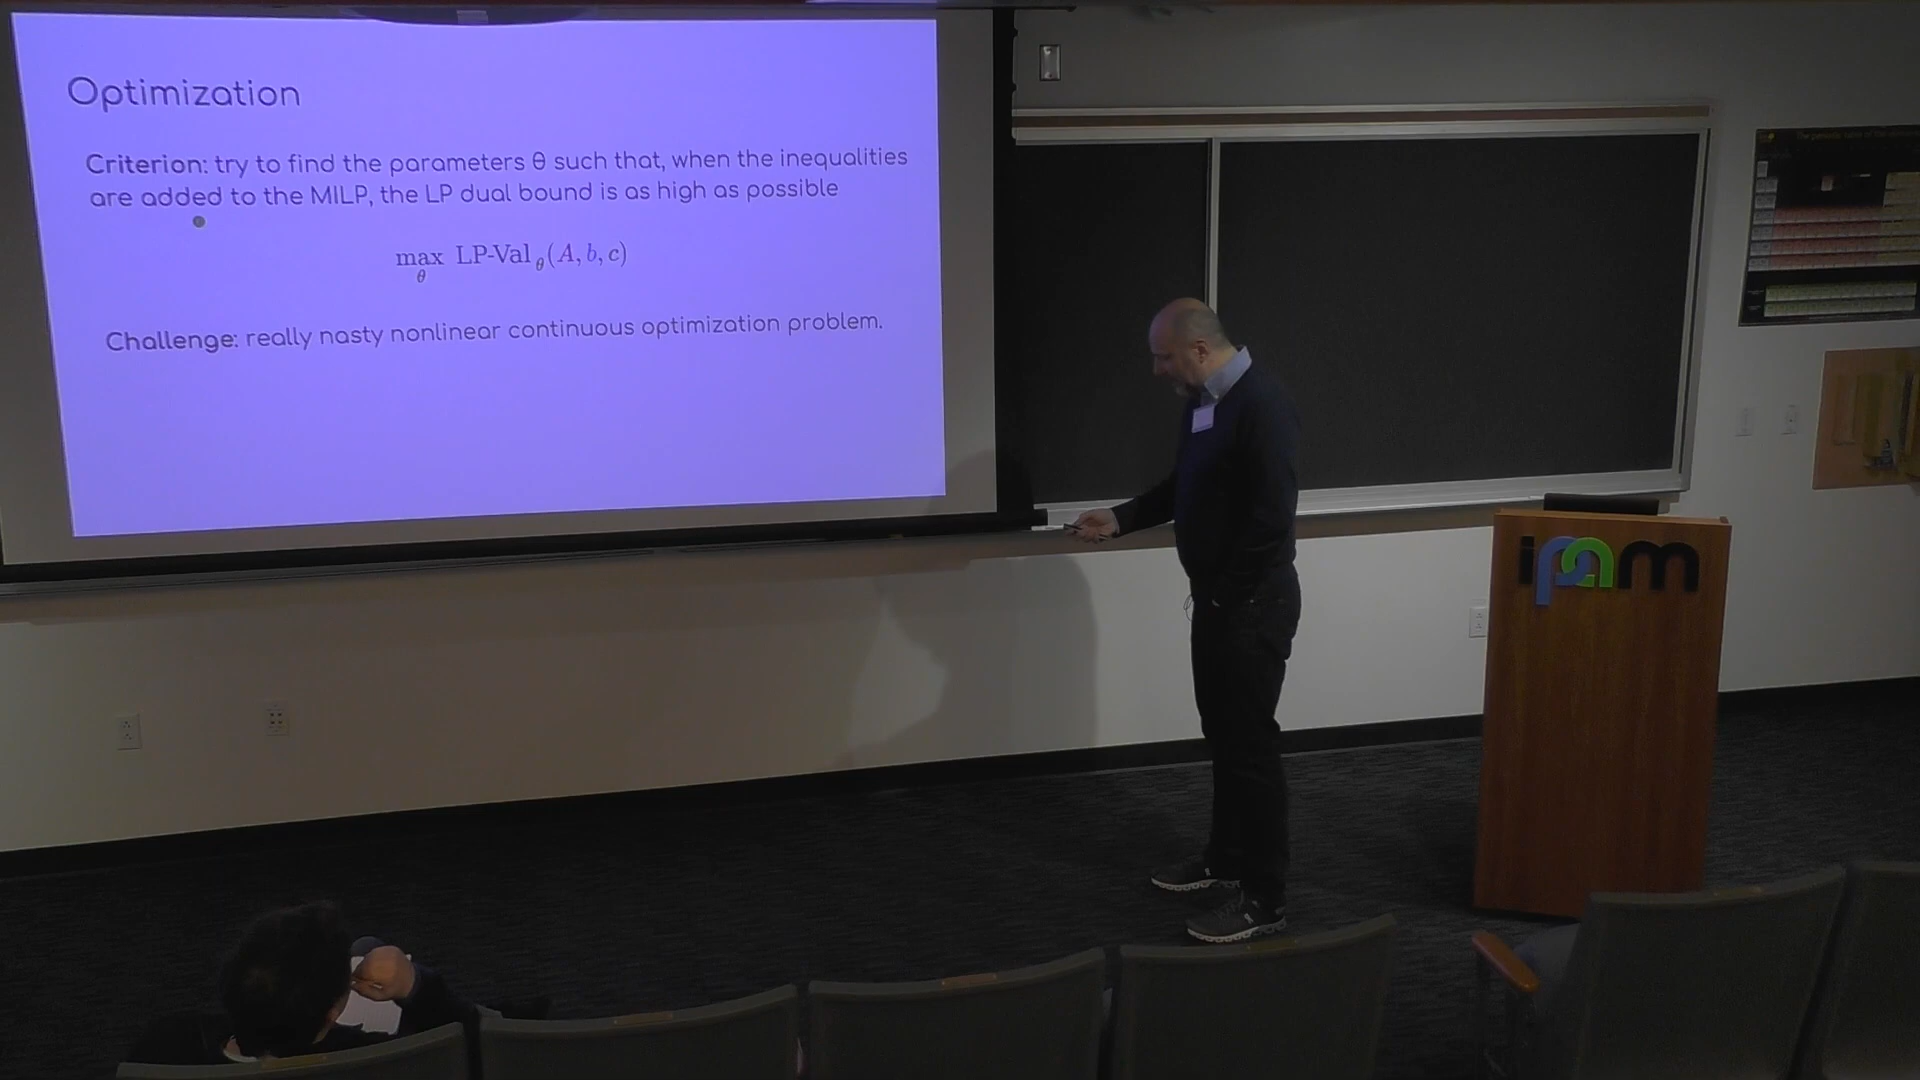 Optimization
Criterion: try to find the parameters θ such that, when the inequalities
are added to the MILP, the LP dual bound is as high as possible
max LP-Val θ (A, b, c)
θ
Challenge: really nasty nonlinear continuous optimization problem.
ipam